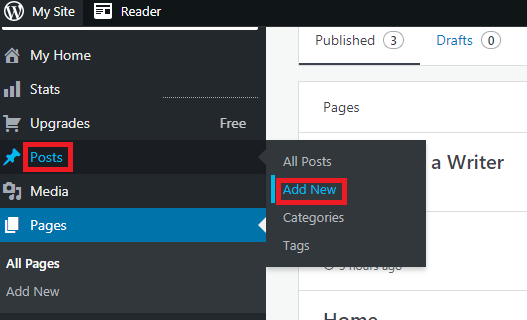 My Site
Reader
My Home
Stats
Upgrades Free
Posts
Media
Pages
All Pages
Add New
All Posts
Add New
Categories
Tags
Published 3
Drafts 0
Pages
a Writer
hours ago
Home